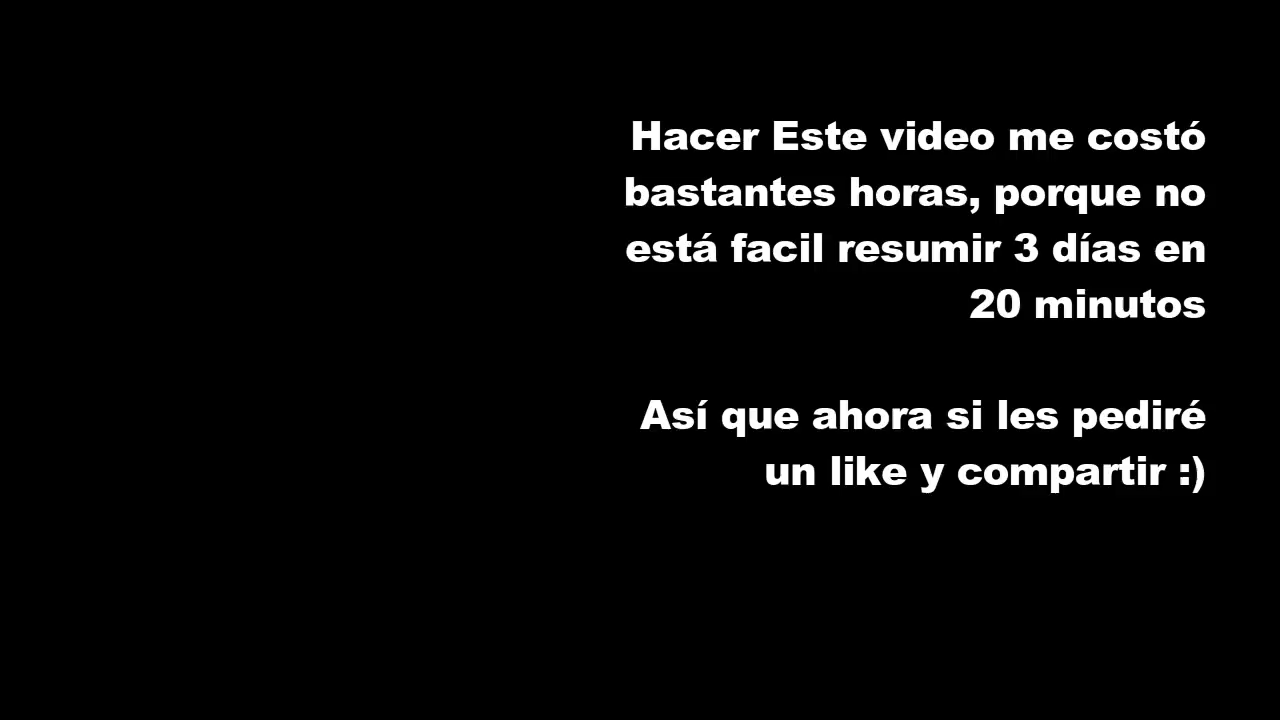 Hacer Este video me costó
bastantes horas, porque no
está facil resumir 3 días en
20 minutos
Así que ahora si les pediré
un like y compartir :)